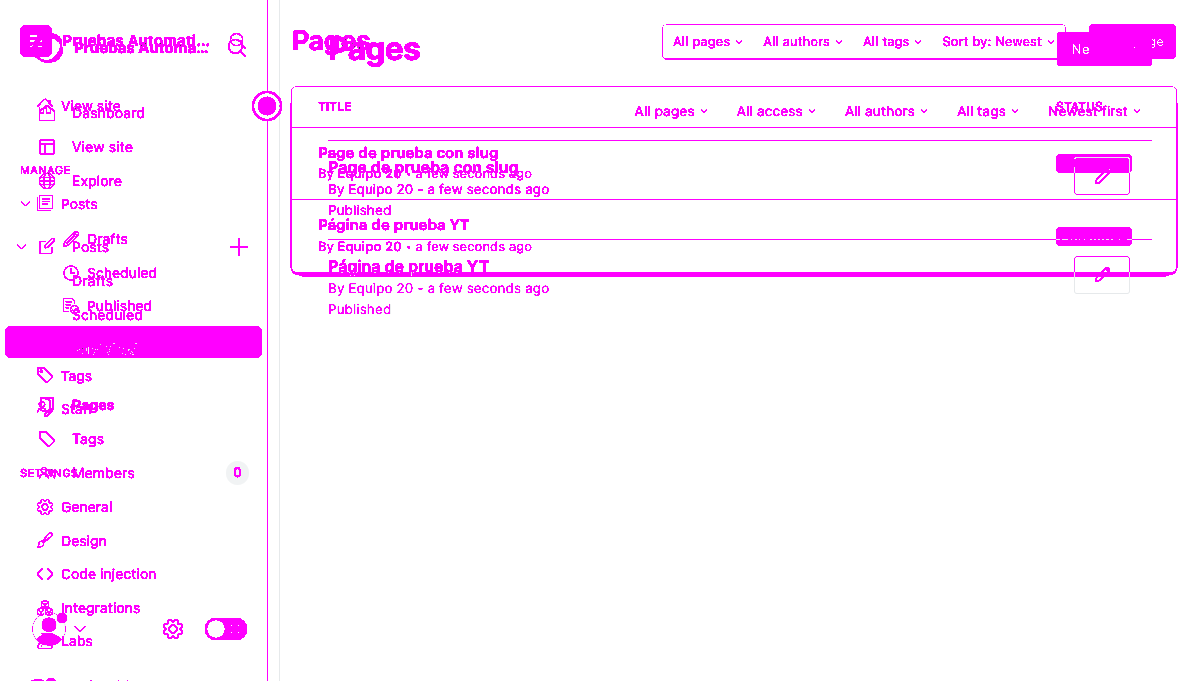 Pruebas Automati...
Pruebas Automa...
Pages
Pages
All pages
All authors
All tags
Sort by: Newest
Ne
ge
View site
Dashboard
TITLE
STATUS
All pages
All access
All authors
All tags
Newest first
View site
Page de prueba con slug
Page de prueba con slug
MANAGE
Explore
By Equipo 20 • a few seconds ago
By Equipo 20 - a few seconds ago
Posts
Published
Página de prueba YT
Drafts
Posts
By Equipo 20 • a few seconds ago
Página de prueba YT
Scheduled
Drafts
By Equipo 20 - a few seconds ago
Published
Published
Scheduled
Tags
Pages
Staff
Tags
SETTINGS
Members
0
General
Design
Code injection
Integrations
Labs